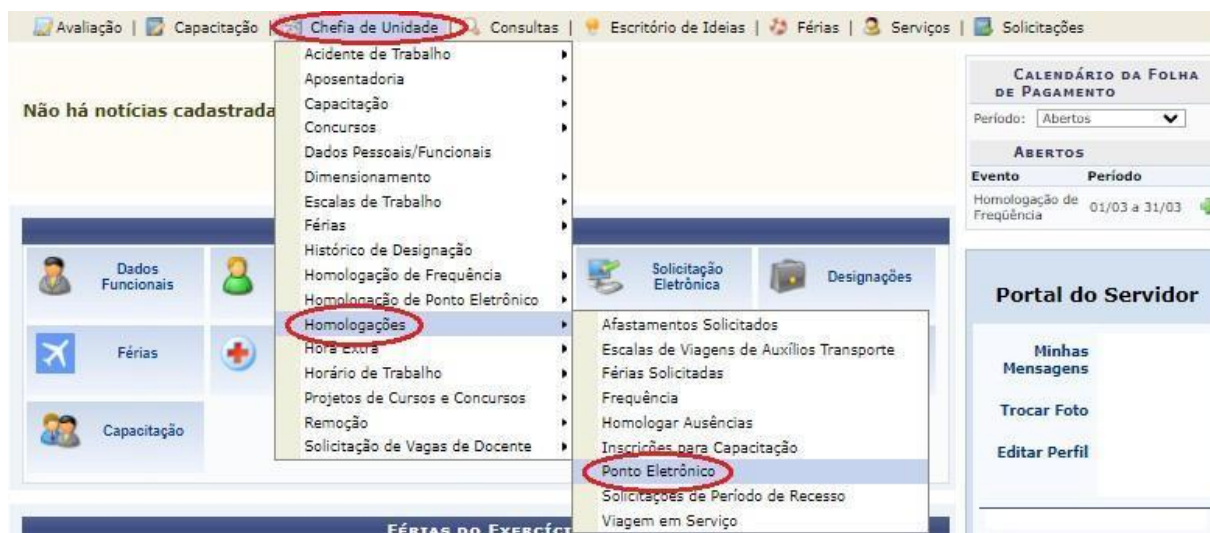 Avaliação | Capacitação | Chefia de Unidade | Consultas | Escritório de Ideias | Férias | Serviços | Solicitações
Não há notícias cadastrada
Acidente de Trabalho
Aposentadoria
Capacitação
Concursos
Dados Pessoais/Funcionais
Dimensionamento
Escalas de Trabalho
Férias
Histórico de Designação
Homologação de Frequência
Homologação de Ponto Eletrônico
Homologações
Hora Extra
Horário de Trabalho
Projetos de Cursos e Concursos
Remoção
Solicitação de Vagas de Docente
Afastamentos Solicitados
Escalas de Viagens de Auxílios Transporte
Férias Solicitadas
Frequência
Homologar Ausências
Inscrições para Capacitação
Ponto Eletrônico
Solicitações de Período de Recesso
Viagem em Serviço
Dados
Funcionais
Solicitação
Eletrônica
Designações
Férias
Capacitação
FÉRIAS DO EXERCÍC
CALENDÁRIO DA FOLHA
DE PAGAMENTO
Período: Abertos
ABERTOS
Evento Período
Homologação de
Freqüência 01/03 a 31/03
Portal do Servidor
Minhas
Mensagens
Trocar Foto
Editar Perfil